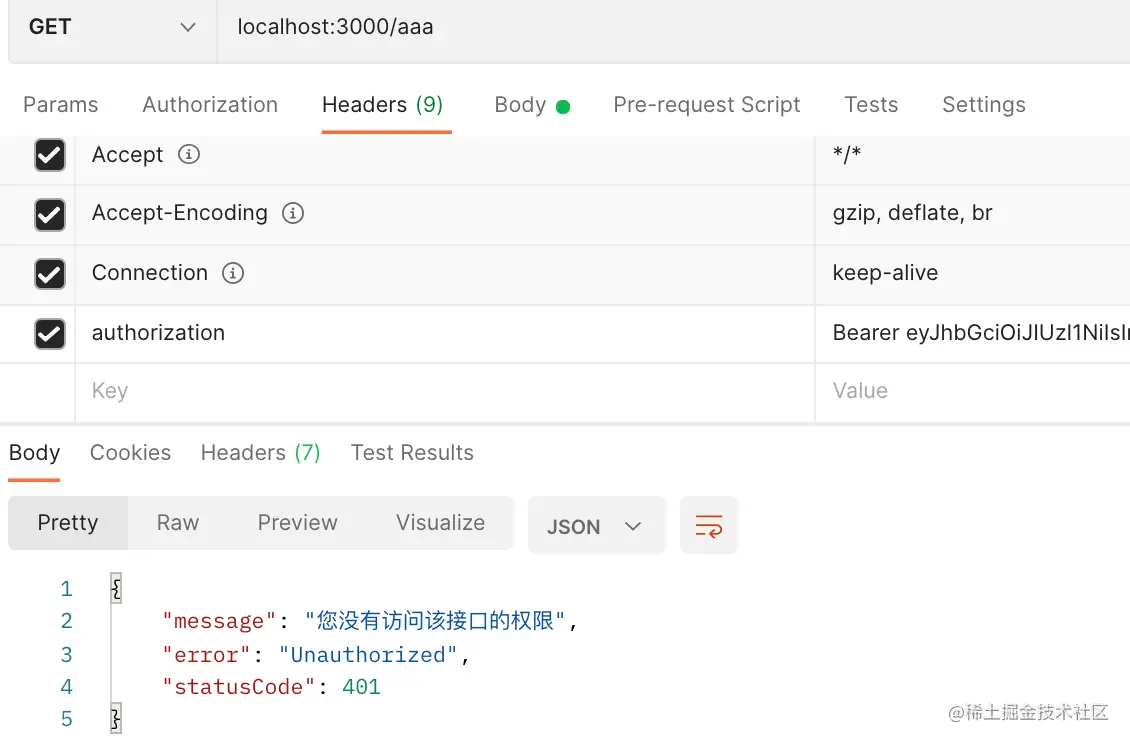 GET localhost:3000/aaa
Params Authorization Headers (9) Body Pre-request Script Tests Settings
Accept */*
Accept-Encoding gzip, deflate, br
Connection keep-alive
authorization Bearer
Key Value
Body Cookies Headers (7) Test Results
Pretty Raw Preview Visualize JSON
1 {
2 "message": "您没有访问该接口的权限",
3 "error": "Unauthorized",
4 "statusCode": 401
5 }
@稀土掘金技术社区